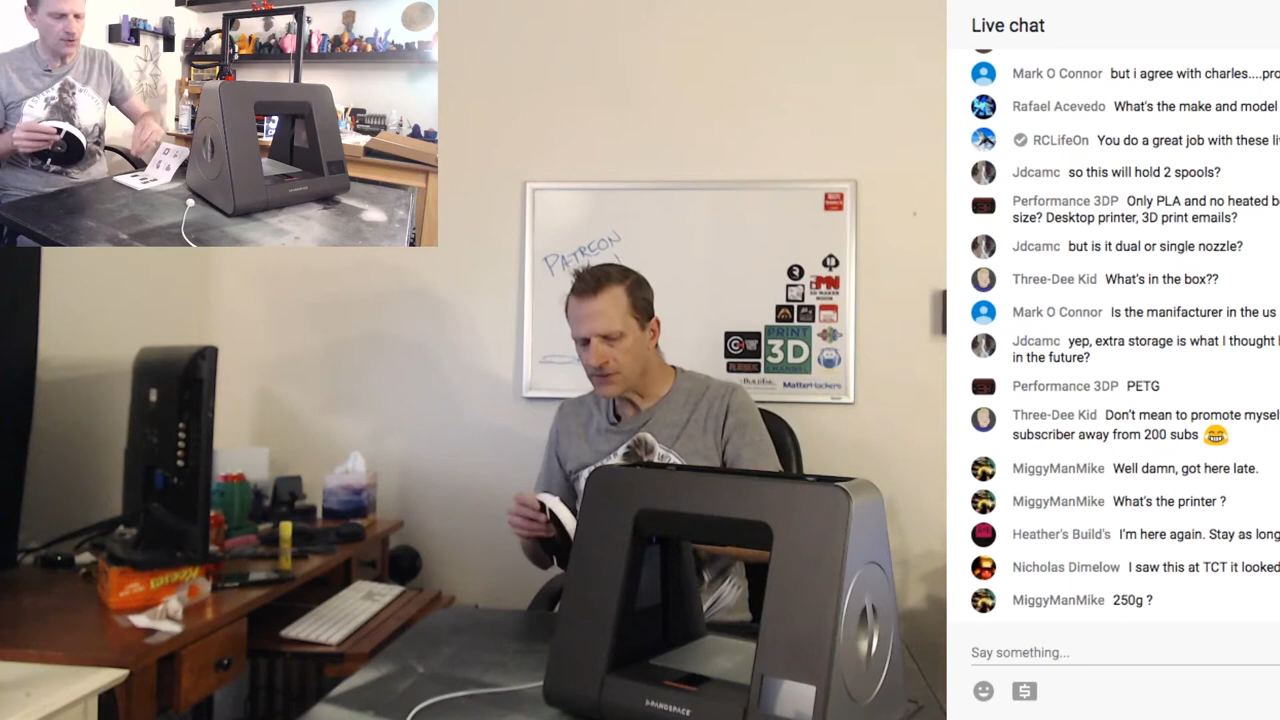 Live chat
Mark O Connor but i agree with charles....pro
Rafael Acevedo What's the make and model
RCLifeOn You do a great job with these li
Jdcamc so this will hold 2 spools?
Performance 3DP Only PLA and no heated b
size? Desktop printer, 3D print emails?
Jdcamc but is it dual or single nozzle?
Three-Dee Kid What's in the box??
Mark O Connor Is the manifacturer in the us
Jdcamc yep, extra storage is what I thought
in the future?
Performance 3DP PETG
Three-Dee Kid Don't mean to promote myse
subscriber away from 200 subs 😂
MiggyManMike Well damn, got here late.
MiggyManMike What's the printer ?
Heather's Build's I'm here again. Stay as long
Nicholas Dimelow I saw this at TCT it looked
MiggyManMike 250g ?
Say something...
PATREON
PRINT
3D
CHANNEL
MatterHackers